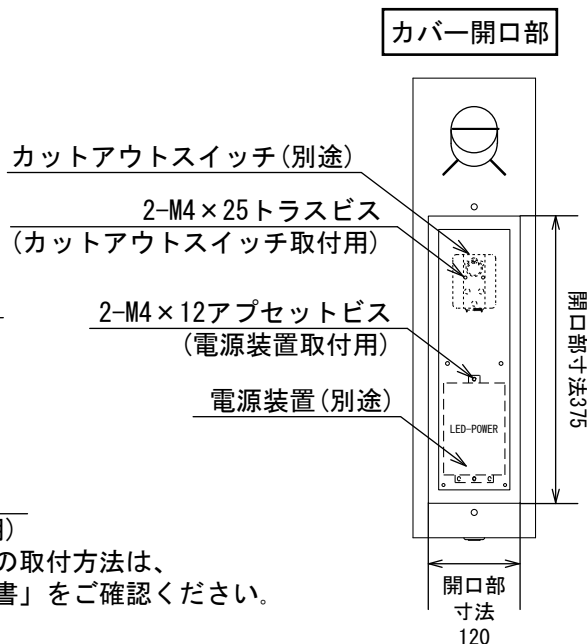 カバー開口部
カットアウトスイッチ(別途)
2-M4×25トラスビス
(カットアウトスイッチ取付用)
2-M4×12アプセットビス
(電源装置取付用)
電源装置(別途)
LED-POWER
開口部寸法375
開口部
寸法
120
の取付方法は、
書」をご確認ください。